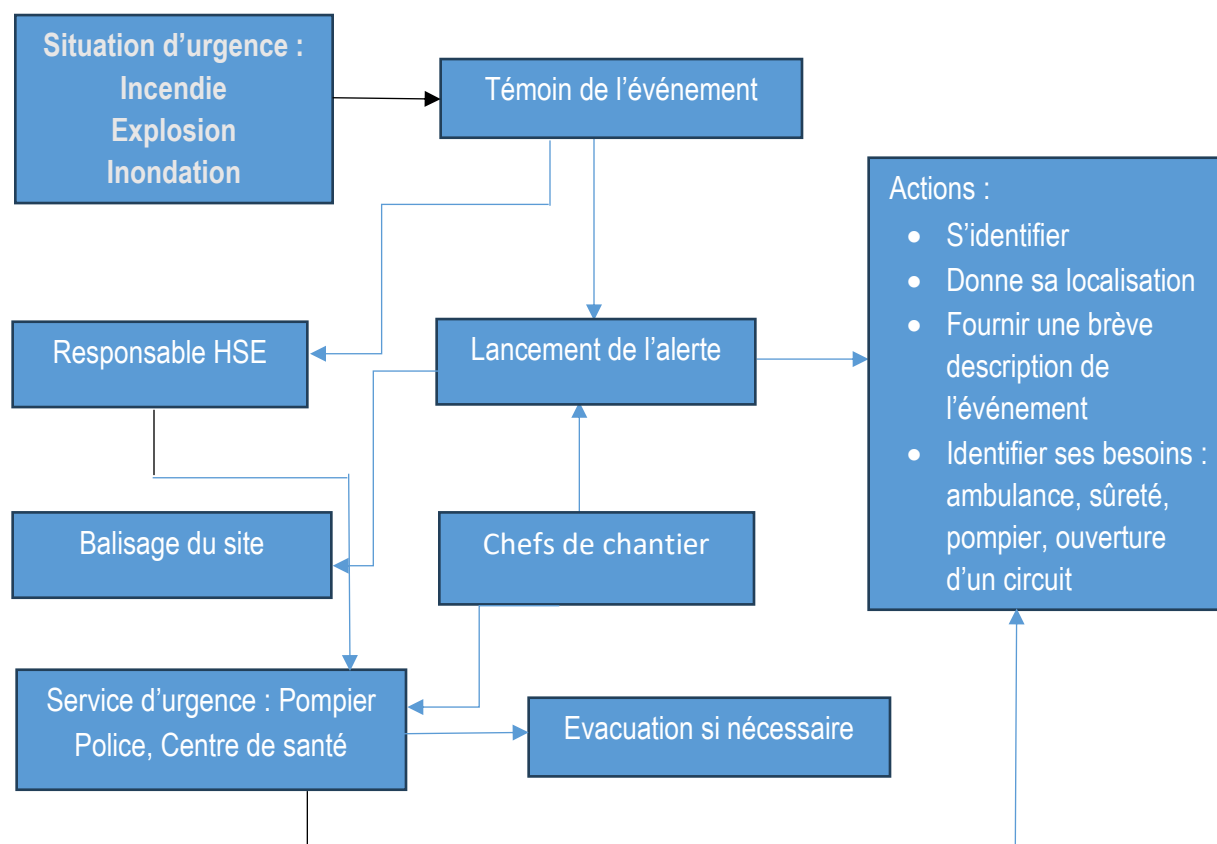 Situation d’urgence :
Incendie
Explosion
Inondation
Témoin de l’événement
Actions :
• S’identifier
• Donne sa localisation
• Fournir une brève
description de
l’événement
• Identifier ses besoins :
ambulance, sûreté,
pompier, ouverture
d’un circuit
Responsable HSE
Lancement de l’alerte
Balisage du site
Chefs de chantier
Service d’urgence : Pompier
Police, Centre de santé
Evacuation si nécessaire